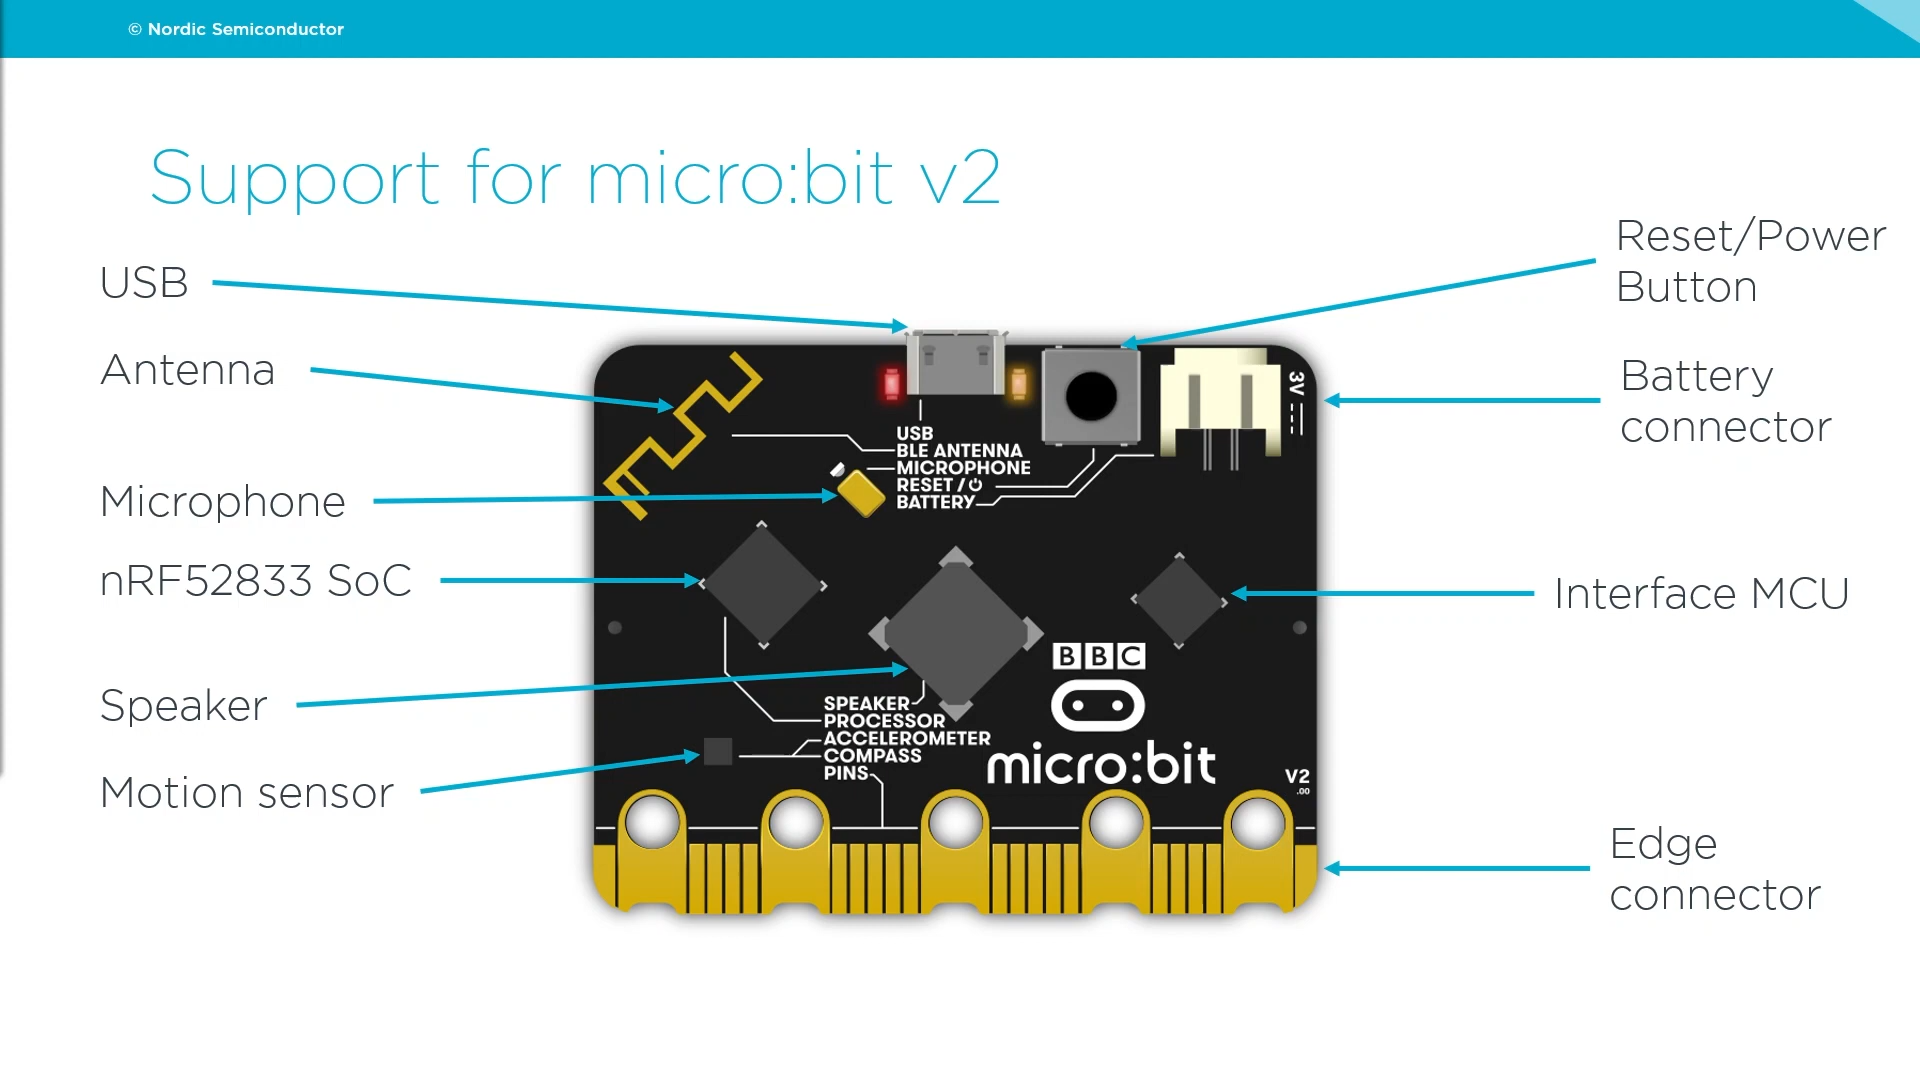 © Nordic Semiconductor
Support for micro:bit v2
USB
Antenna
Microphone
nRF52833 SoC
Speaker
Motion sensor
Reset/Power
Button
Battery
connector
Interface MCU
Edge
connector
3V
USB
BLE ANTENNA
MICROPHONE
RESET /
BATTERY
BBC
SPEAKER
PROCESSOR
ACCELEROMETER
COMPASS
PINS
micro:bit
V2
.00